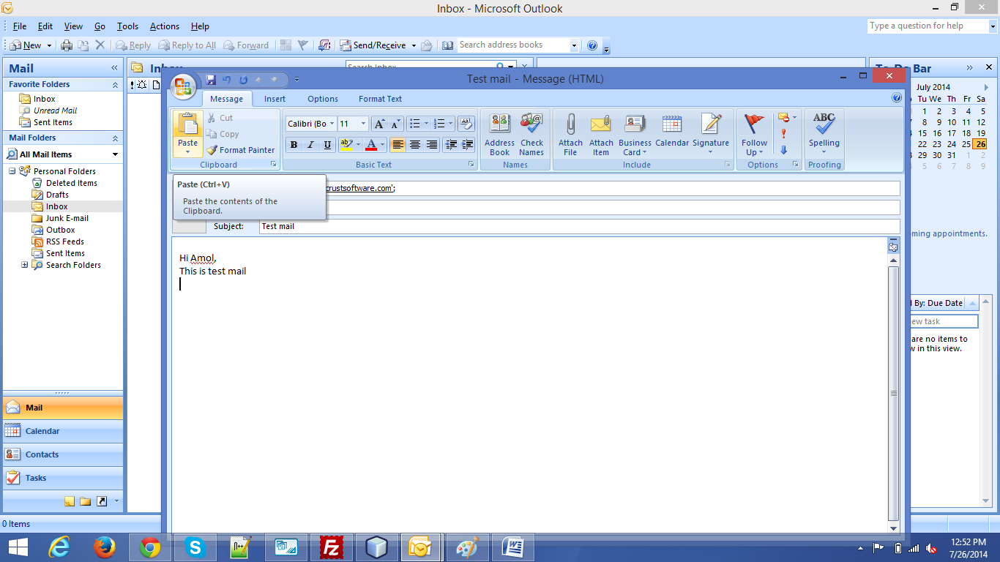 Inbox - Microsoft Outlook
File Edit View Go Tools Actions Help
Type a question for help
New Reply Reply to All Forward Send/Receive Search address books
Mail
Favorite Folders
Inbox
Unread Mail
Sent Items
Mail Folders
All Mail Items
Personal Folders
Deleted Items
Drafts
Inbox
Junk E-mail
Outbox
RSS Feeds
Sent Items
Search Folders
Mail
Calendar
Contacts
Tasks
0 Items
Search Inbox
Test mail - Message (HTML)
Message Insert Options Format Text
Paste
Cut
Copy
Format Painter
Clipboard
Calibri (Bo 11
B I U
Basic Text
Address Book
Check Names
Names
Attach File
Attach Item
Business Card
Calendar
Signature
Include
Follow Up
Options
ABC
Spelling
Proofing
Paste (Ctrl+V)
Paste the contents of the
Clipboard.
crustsoftware.com';
Subject: Test mail
Hi Amol,
This is test mail
To-Do Bar
July 2014
Tu We Th Fr Sa
1 2 3 4 5
8 9 10 11 12
15 16 17 18 19
22 23 24 25 26
29 30 31 1 2
5 6 7 8 9
appointments.
By: Due Date
task
are no items to
in this view.
12:52 PM
7/26/2014